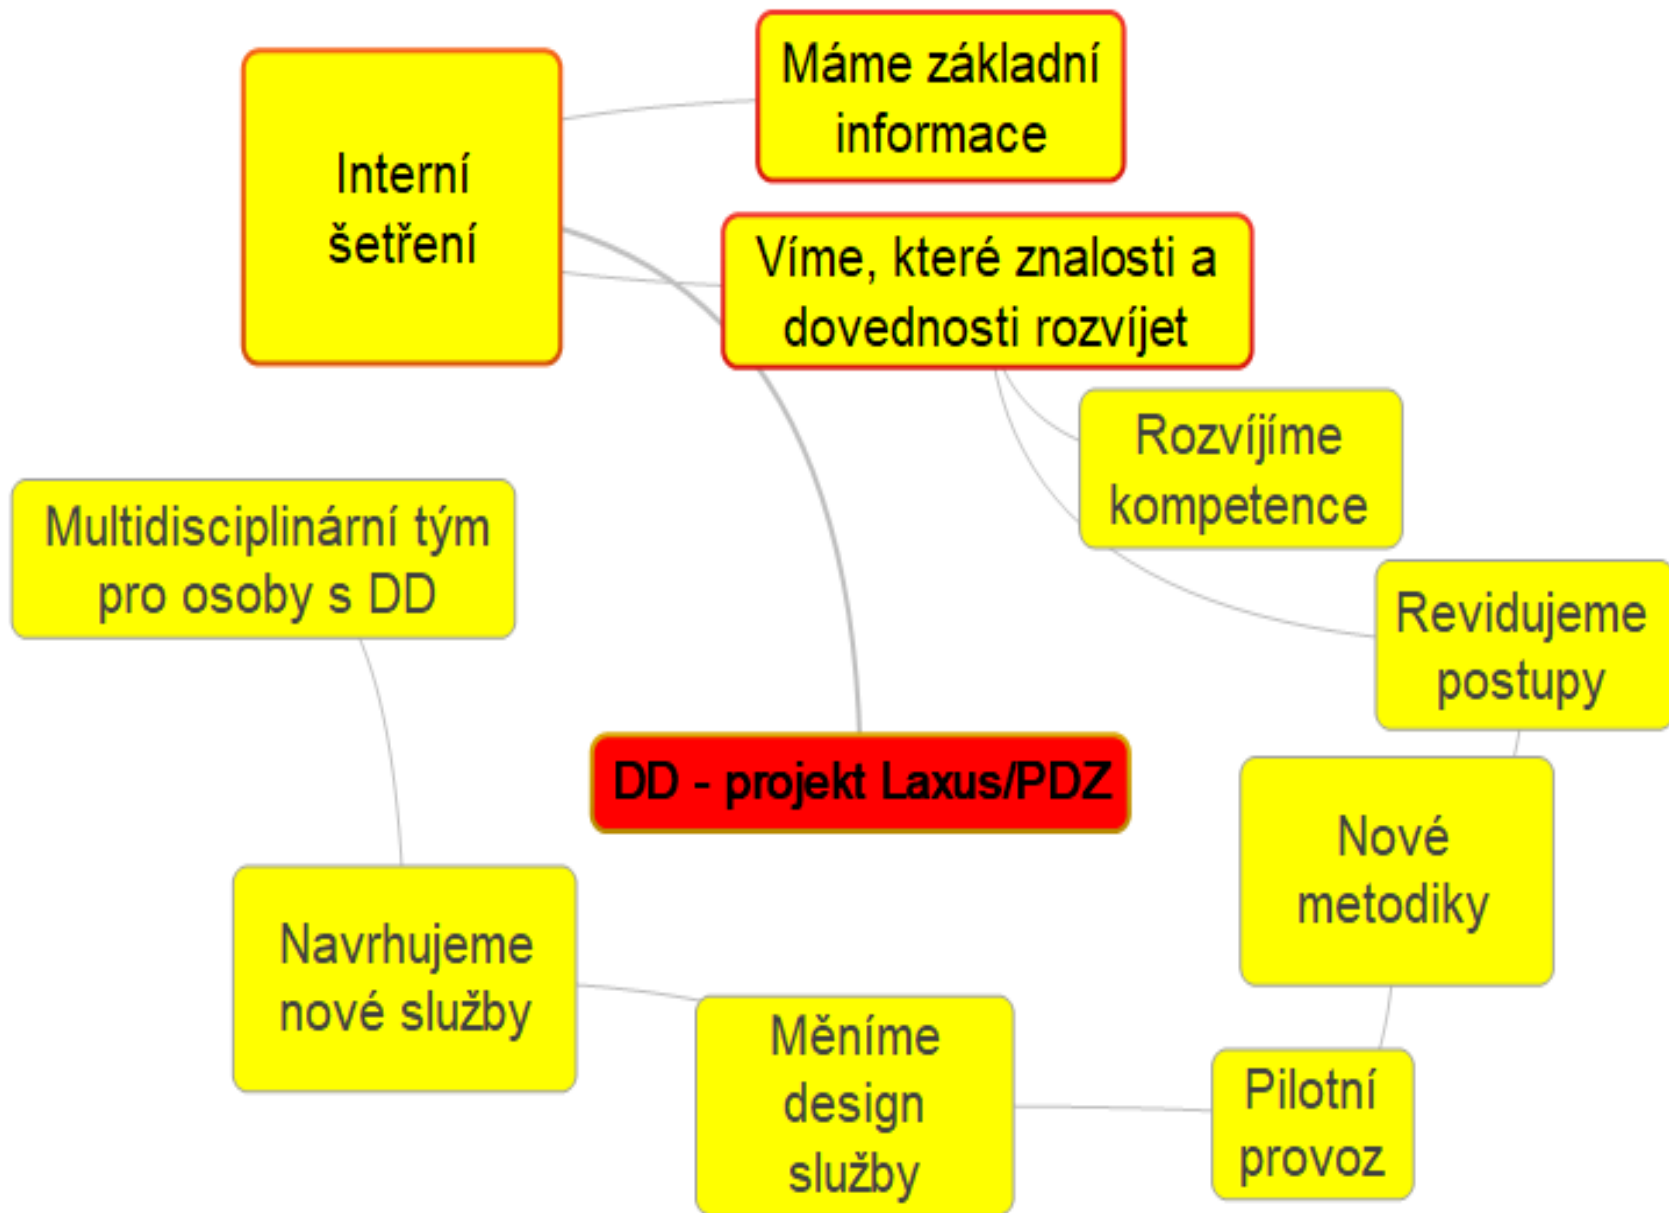 Interní
šetření
Máme základní
informace
Víme, které znalosti a
dovednosti rozvíjet
Rozvíjíme
kompetence
Revidujeme
postupy
Nové
metodiky
Pilotní
provoz
Měníme
design
služby
Navrhujeme
nové služby
Multidisciplinární tým
pro osoby s DD
DD - projekt Laxus/PDZ